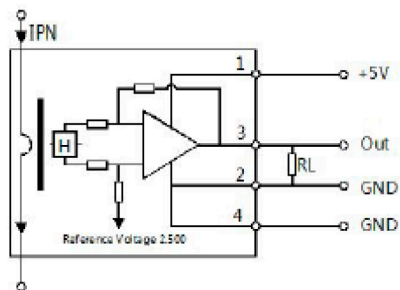 IPN
1
+5V
H
3
Out
RL
2
GND
4
GND
Reference Voltage 2.500